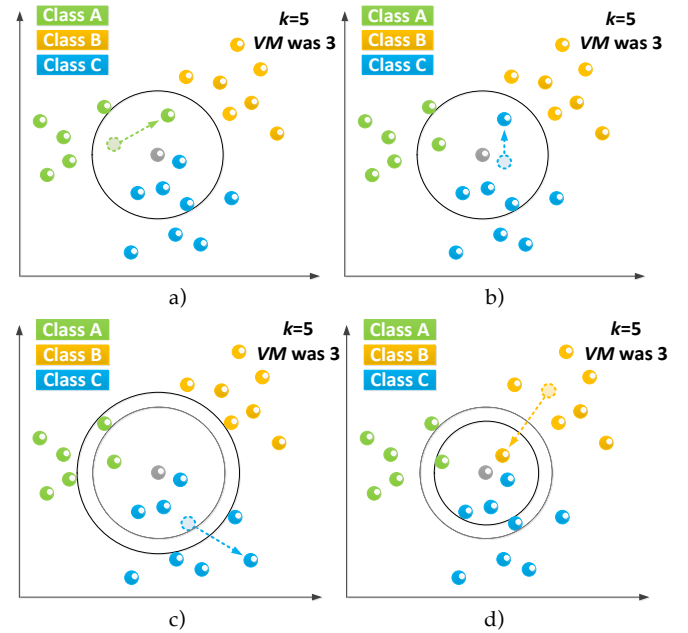 Class A
Class B
Class C
k=5
VM was 3
a)
Class A
Class B
Class C
k=5
VM was 3
b)
Class A
Class B
Class C
k=5
VM was 3
c)
Class A
Class B
Class C
k=5
VM was 3
d)